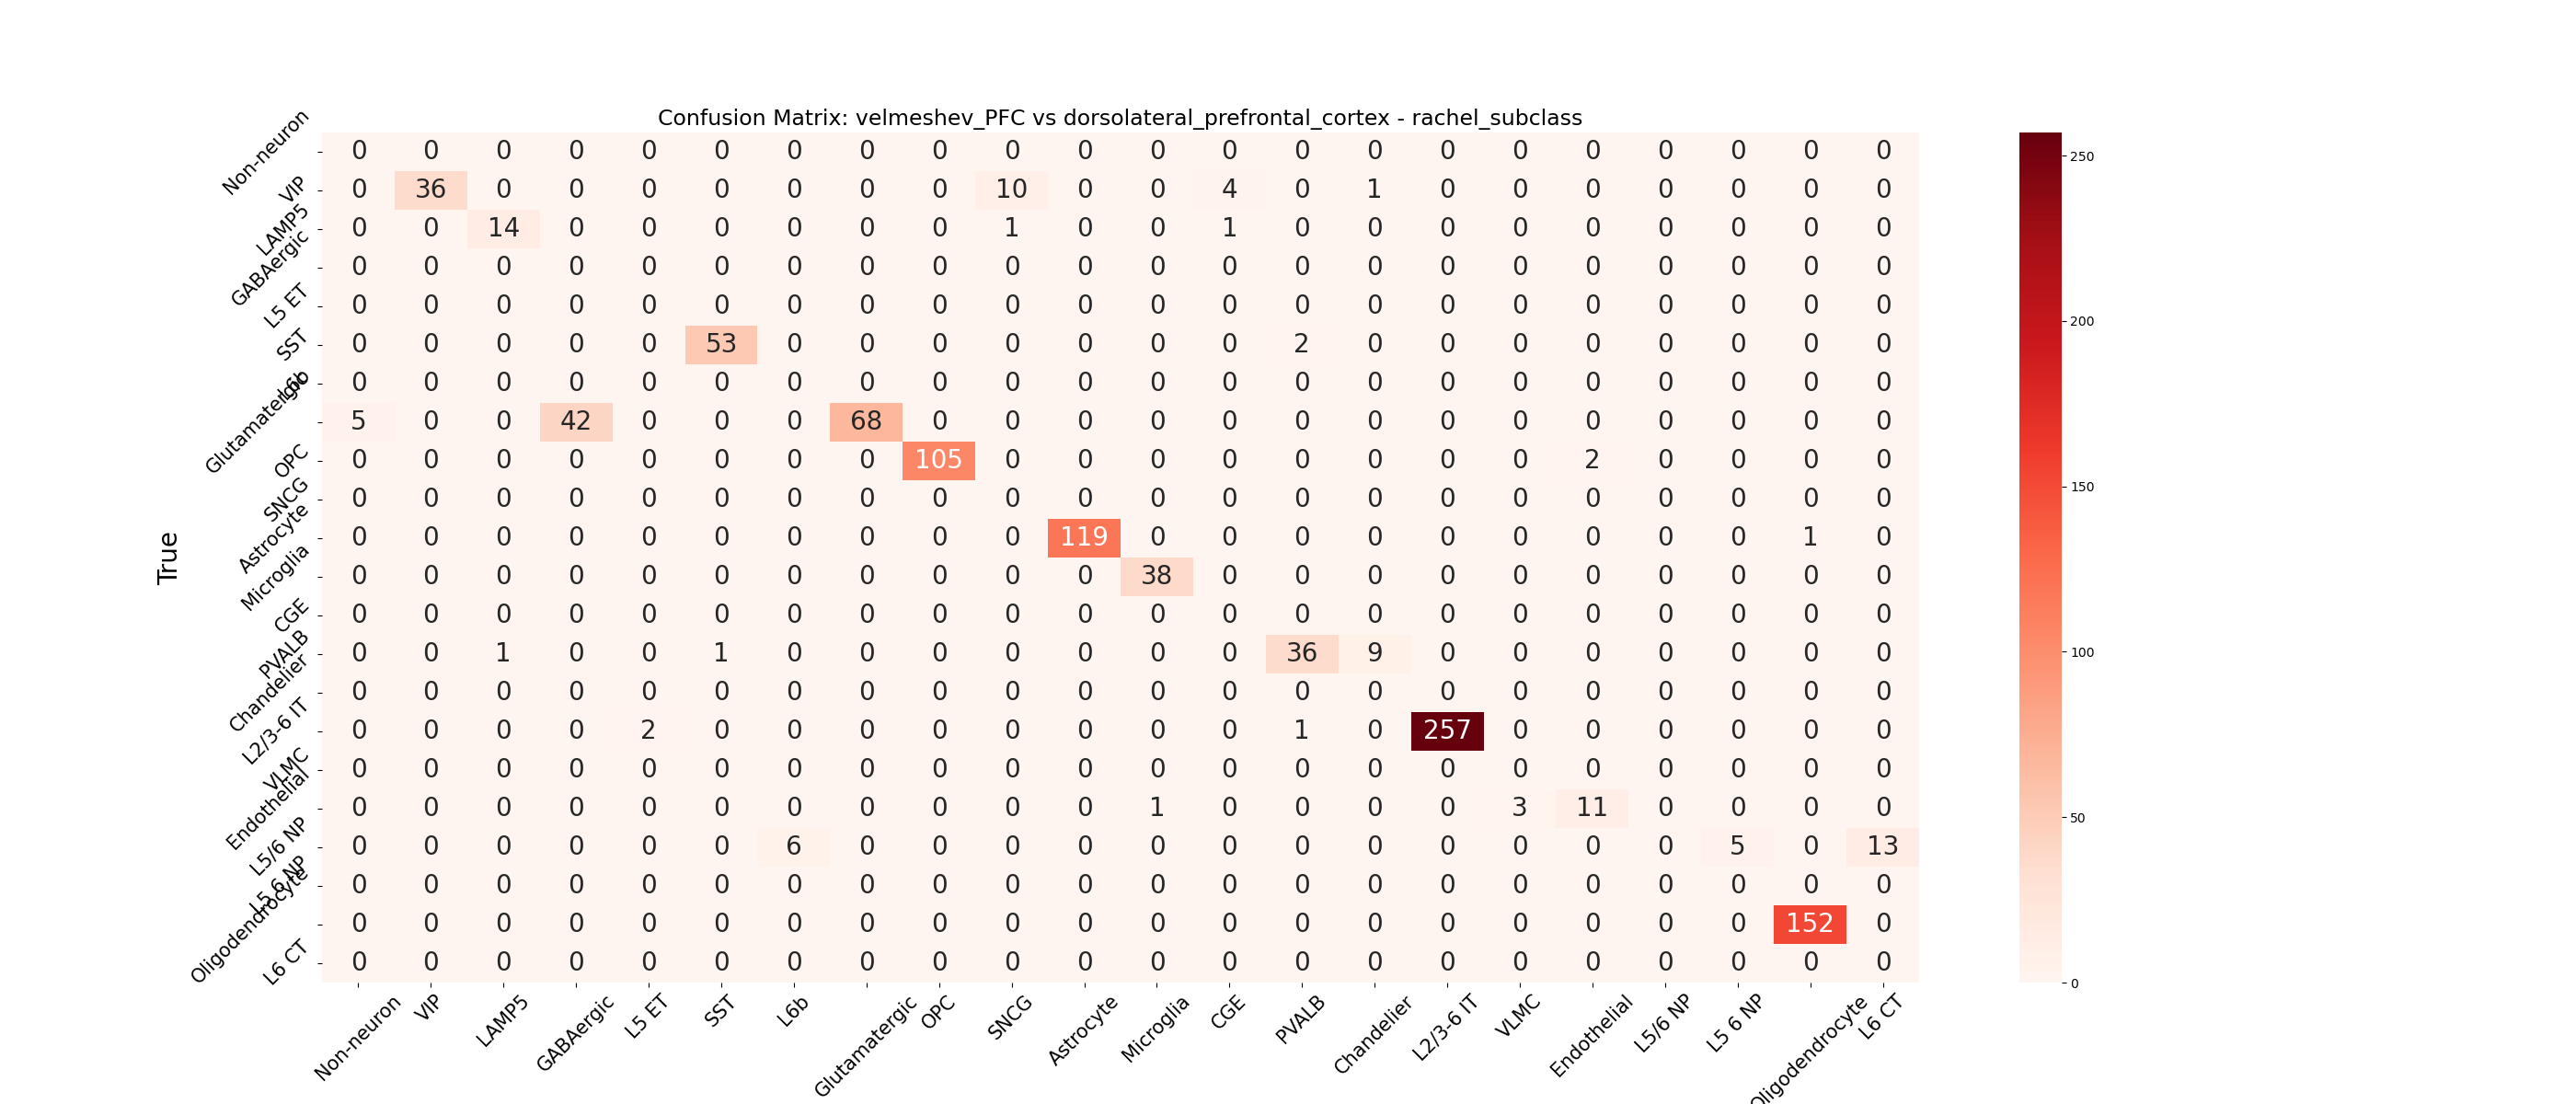 Confusion Matrix: velmeshev_PFC vs dorsolateral_prefrontal_cortex - rachel_subclass
True
Non-neuron 0 0 0 0 0 0 0 0 0 0 0 0 0 0 0 0 0 0 0 0 0 0
VIP 0 36 0 0 0 0 0 0 0 10 0 0 4 0 1 0 0 0 0 0 0 0
LAMP5 0 0 14 0 0 0 0 0 0 1 0 0 1 0 0 0 0 0 0 0 0 0
GABAergic 0 0 0 0 0 0 0 0 0 0 0 0 0 0 0 0 0 0 0 0 0 0
L5 ET 0 0 0 0 0 0 0 0 0 0 0 0 0 0 0 0 0 0 0 0 0 0
SST 0 0 0 0 0 53 0 0 0 0 0 0 0 2 0 0 0 0 0 0 0 0
L6b 0 0 0 0 0 0 0 0 0 0 0 0 0 0 0 0 0 0 0 0 0 0
Glutamatergic 5 0 0 42 0 0 0 68 0 0 0 0 0 0 0 0 0 0 0 0 0 0
OPC 0 0 0 0 0 0 0 0 105 0 0 0 0 0 0 0 0 2 0 0 0 0
SNCG 0 0 0 0 0 0 0 0 0 0 0 0 0 0 0 0 0 0 0 0 0 0
Astrocyte 0 0 0 0 0 0 0 0 0 0 119 0 0 0 0 0 0 0 0 0 1 0
Microglia 0 0 0 0 0 0 0 0 0 0 0 38 0 0 0 0 0 0 0 0 0 0
CGE 0 0 0 0 0 0 0 0 0 0 0 0 0 0 0 0 0 0 0 0 0 0
PVALB 0 0 1 0 0 1 0 0 0 0 0 0 0 36 9 0 0 0 0 0 0 0
Chandelier 0 0 0 0 0 0 0 0 0 0 0 0 0 0 0 0 0 0 0 0 0 0
L2/3-6 IT 0 0 0 0 2 0 0 0 0 0 0 0 0 1 0 257 0 0 0 0 0 0
VLMC 0 0 0 0 0 0 0 0 0 0 0 0 0 0 0 0 0 0 0 0 0 0
Endothelial 0 0 0 0 0 0 0 0 0 0 0 1 0 0 0 0 3 11 0 0 0 0
L5/6 NP 0 0 0 0 0 0 6 0 0 0 0 0 0 0 0 0 0 0 0 5 0 13
L5 6 NP 0 0 0 0 0 0 0 0 0 0 0 0 0 0 0 0 0 0 0 0 0 0
Oligodendrocyte 0 0 0 0 0 0 0 0 0 0 0 0 0 0 0 0 0 0 0 0 152 0
L6 CT 0 0 0 0 0 0 0 0 0 0 0 0 0 0 0 0 0 0 0 0 0 0
Non-neuron VIP LAMP5 GABAergic L5 ET SST L6b Glutamatergic OPC SNCG Astrocyte Microglia CGE PVALB Chandelier L2/3-6 IT VLMC Endothelial L5/6 NP L5 6 NP Oligodendrocyte L6 CT
250
200
150
100
50
0